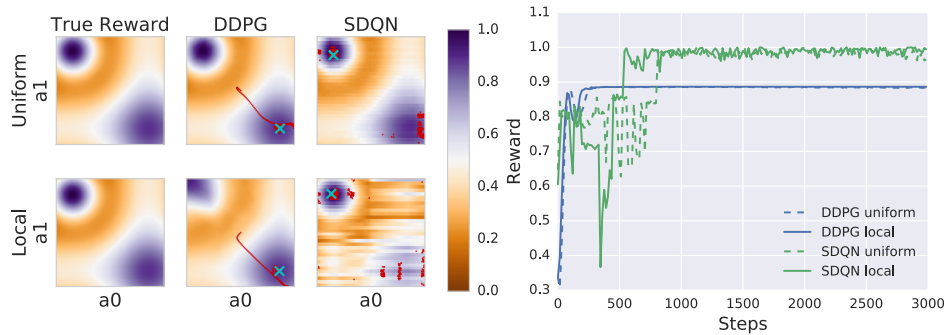 True Reward DDPG SDQN
Uniform
a1
Local
a1
a0 a0 a0
1.0
0.8
0.6
0.4
0.2
0.0
1.1
1.0
0.9
0.8
0.7
0.6
0.5
0.4
0.3
Reward
DDPG uniform
DDPG local
SDQN uniform
SDQN local
0 500 1000 1500 2000 2500 3000
Steps